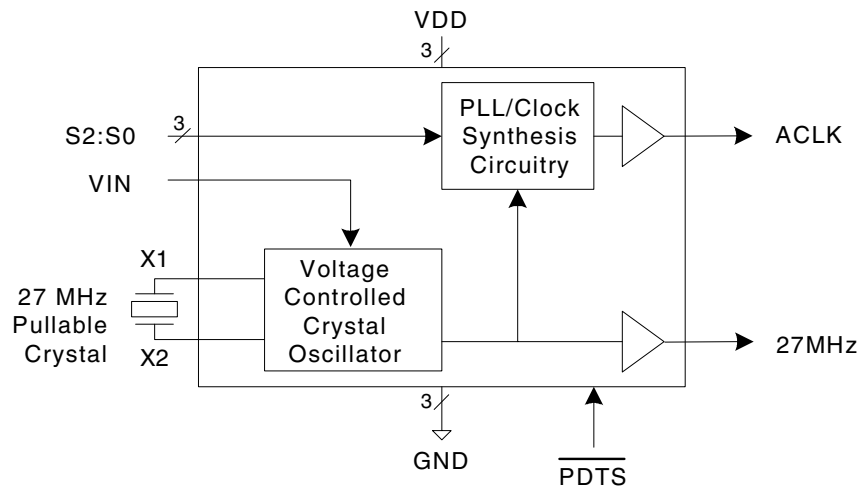 VDD
3
S2:S0
3
PLL/Clock
Synthesis
Circuitry
ACLK
VIN
X1
27 MHz
Pullable
Crystal
X2
Voltage
Controlled
Crystal
Oscillator
27MHz
3
GND
PDTS